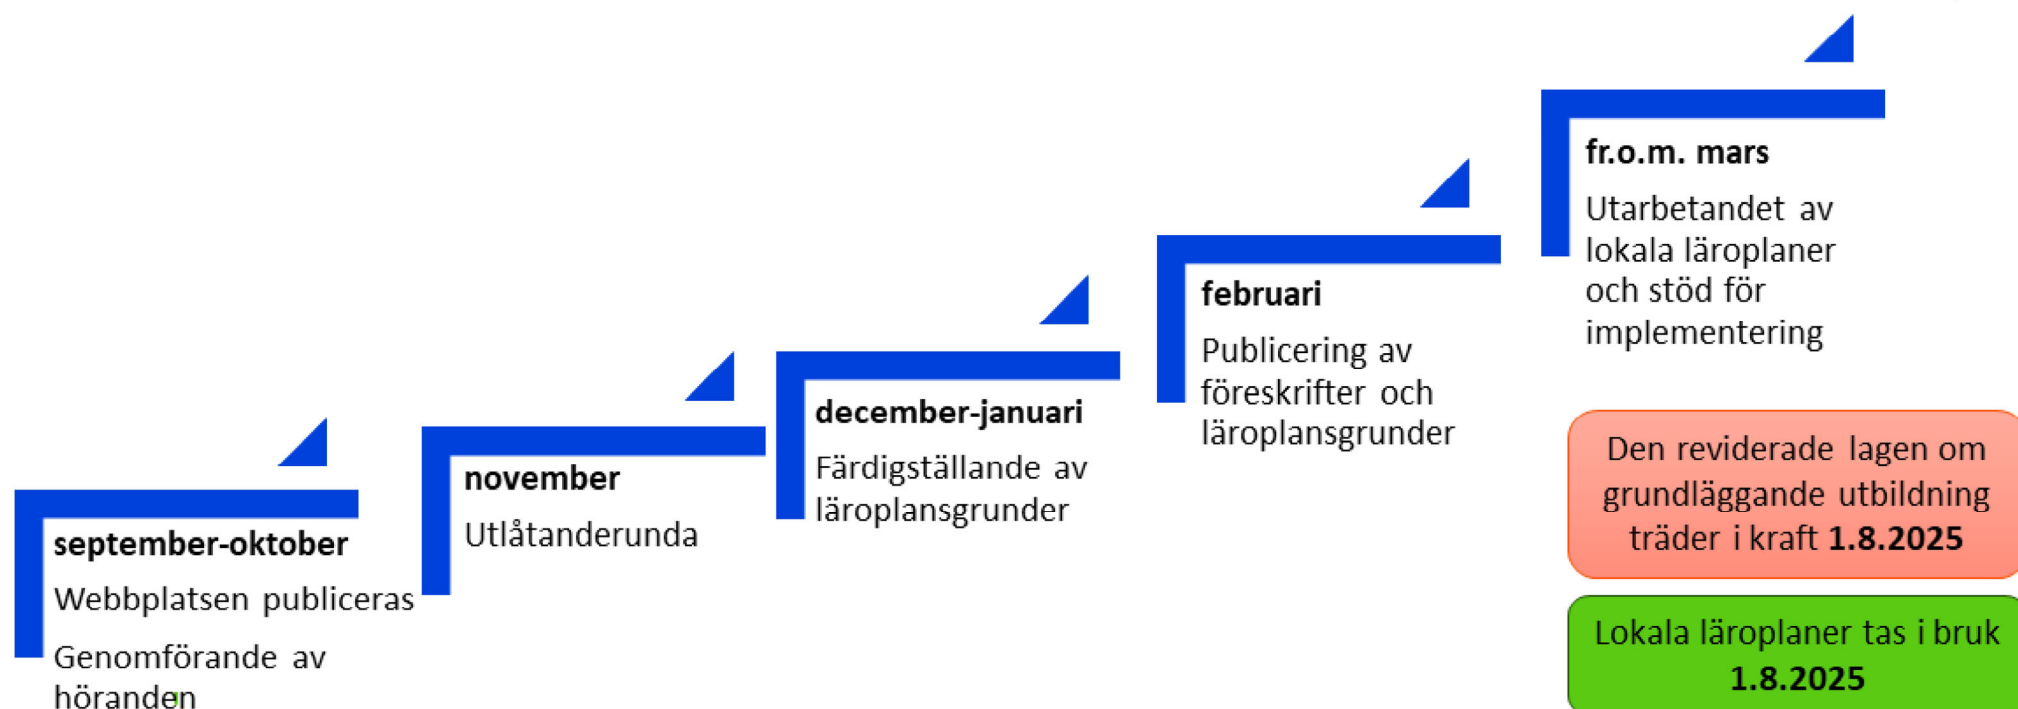 september-oktober
Webbplatsen publiceras
Genomförande av
höranden
november
Utlåtanderunda
december-januari
Färdigställande av
läroplansgrunder
februari
Publicering av
föreskrifter och
läroplansgrunder
fr.o.m. mars
Utarbetandet av
lokala läroplaner
och stöd för
implementering
Den reviderade lagen om
grundläggande utbildning
träder i kraft 1.8.2025
Lokala läroplaner tas i bruk
1.8.2025